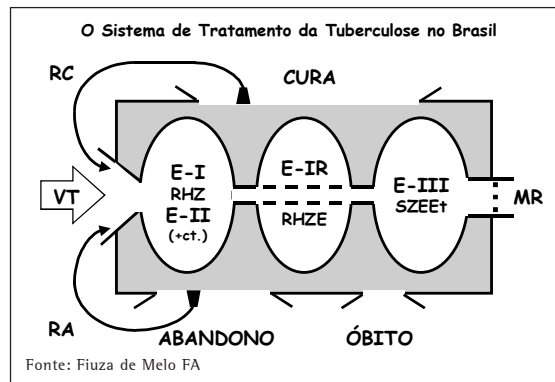 O Sistema de Tratamento da Tuberculose no Brasil
RC
CURA
E-I
RHZ
E-II
(+ct.)
E-IR
RHZE
E-III
SZEEt
VT
MR
RA
ABANDONO
ÓBITO
Fonte: Fiuza de Melo FA